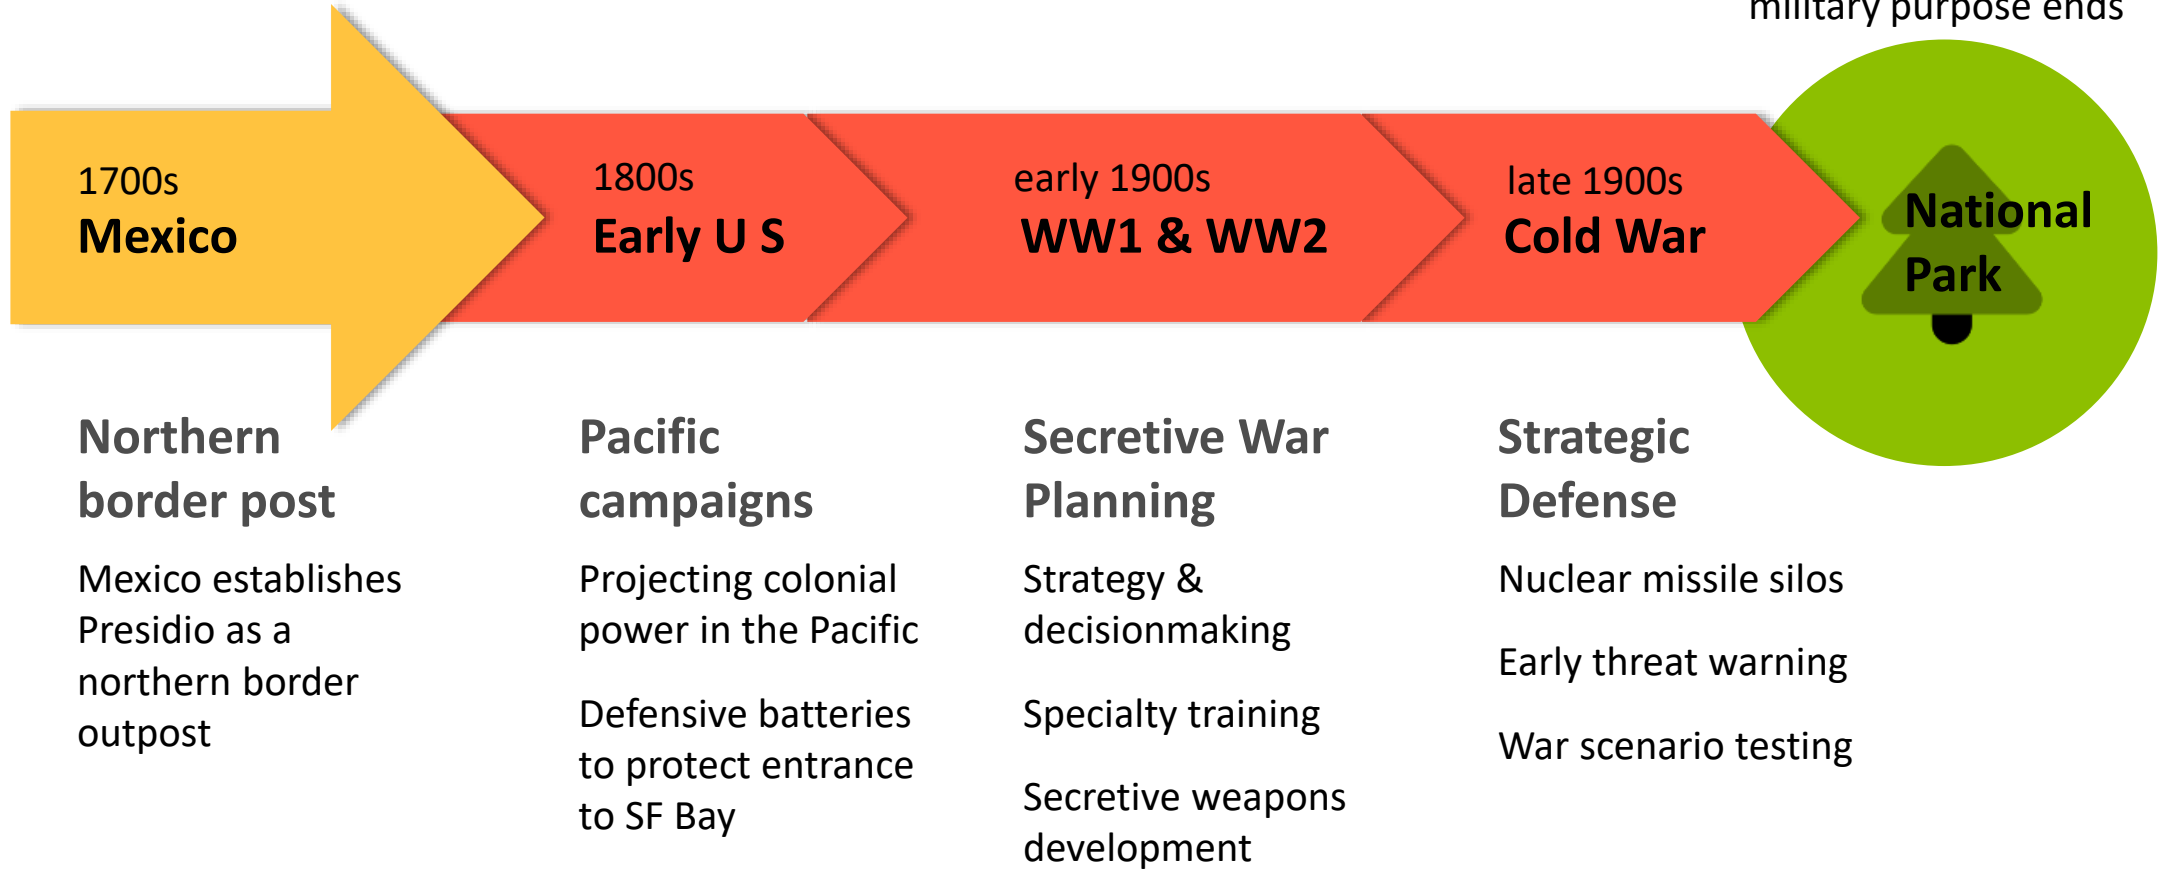 military purpose ends
1700s
Mexico
1800s
Early U S
early 1900s
WW1 & WW2
late 1900s
Cold War
National
Park
Northern
border post
Mexico establishes
Presidio as a
northern border
outpost
Pacific
campaigns
Projecting colonial
power in the Pacific
Defensive batteries
to protect entrance
to SF Bay
Secretive War
Planning
Strategy &
decisionmaking
Specialty training
Secretive weapons
development
Strategic
Defense
Nuclear missile silos
Early threat warning
War scenario testing